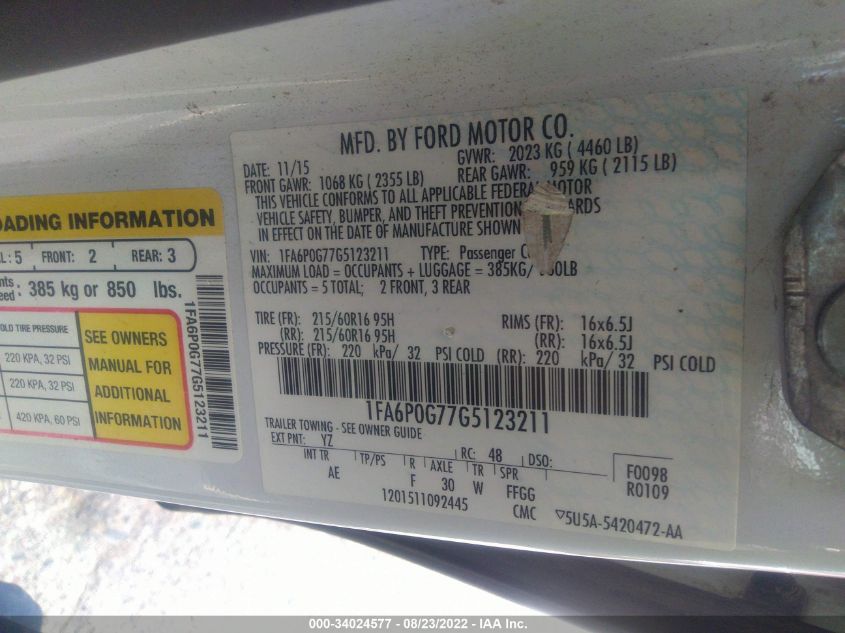 OADING INFORMATION
L: 5 FRONT: 2 REAR: 3
385 kg or 850 lbs.
OLD TIRE PRESSURE
220 KPA, 32 PSI
220 KPA, 32 PSI
420 KPA, 60 PSI
SEE OWNERS
MANUAL FOR
ADDITIONAL
INFORMATION
1FA6P0G77G5123211
MFD. BY FORD MOTOR CO.
DATE: 11/15 GVWR: 2023 KG ( 4460 LB)
FRONT GAWR: 1068 KG ( 2355 LB) REAR GAWR: 959 KG ( 2115 LB)
THIS VEHICLE CONFORMS TO ALL APPLICABLE FEDERAL MOTOR
VEHICLE SAFETY, BUMPER, AND THEFT PREVENTION ARDS
IN EFFECT ON THE DATE OF MANUFACTURE SHOWN
VIN: 1FA6P0G77G5123211 TYPE: Passenger
MAXIMUM LOAD = OCCUPANTS + LUGGAGE = 385KG/ 50LB
OCCUPANTS = 5 TOTAL; 2 FRONT, 3 REAR
TIRE (FR): 215/60R16 95H RIMS (FR): 16x6.5J
(RR): 215/60R16 95H (RR): 16x6.5J
PRESSURE (FR): 220 kPa/ 32 PSI COLD (RR): 220 kPa/ 32 PSI COLD
1FA6P0G77G5123211
TRAILER TOWING - SEE OWNER GUIDE
EXT PNT: YZ RC: 48 DSO:
INT TR TP/PS R AXLE TR SPR F0098
AE F 30 W FFGG R0109
1201511092445 CMC ▽5U5A-5420472-AA
000-34024577 - 08/23/2022 - IAA Inc.